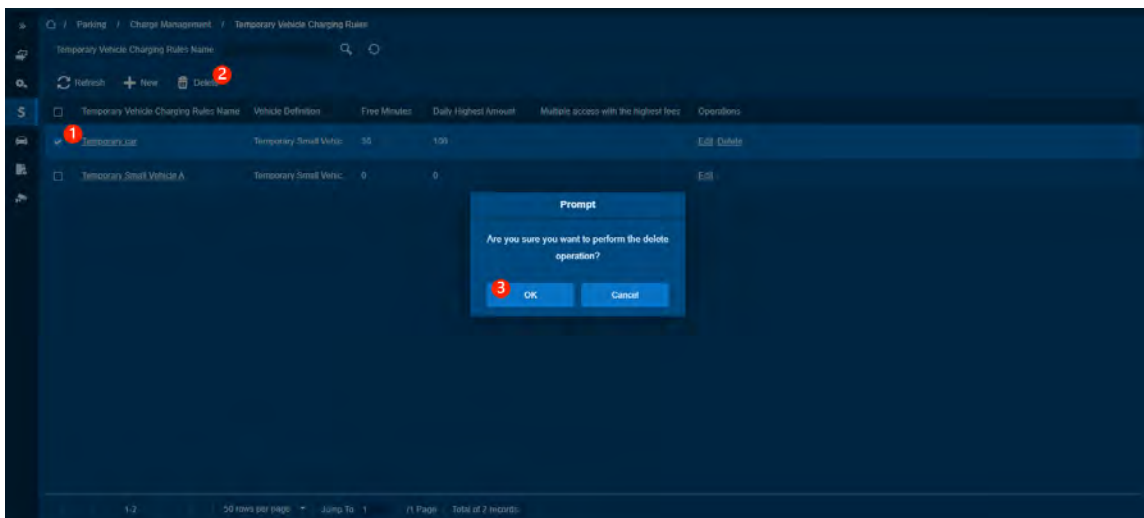 / Parking / Charge Management / Temporary Vehicle Charging Rules
Temporary Vehicle Charging Rules Name
Refresh New Delete 2
Temporary Vehicle Charging Rules Name Vehicle Definition Free Minutes Daily Highest Amount Multiple access with the highest fees Operations
1 Temporary car Temporary Small Vehic 100 Edit Delete
Temporary Small Vehicle A Temporary Small Vehic 0 0 Edit
Prompt
Are you sure you want to perform the delete
operation?
3 OK Cancel
1-2 50 rows per page Jump To 1 /1 Page Total of 2 records